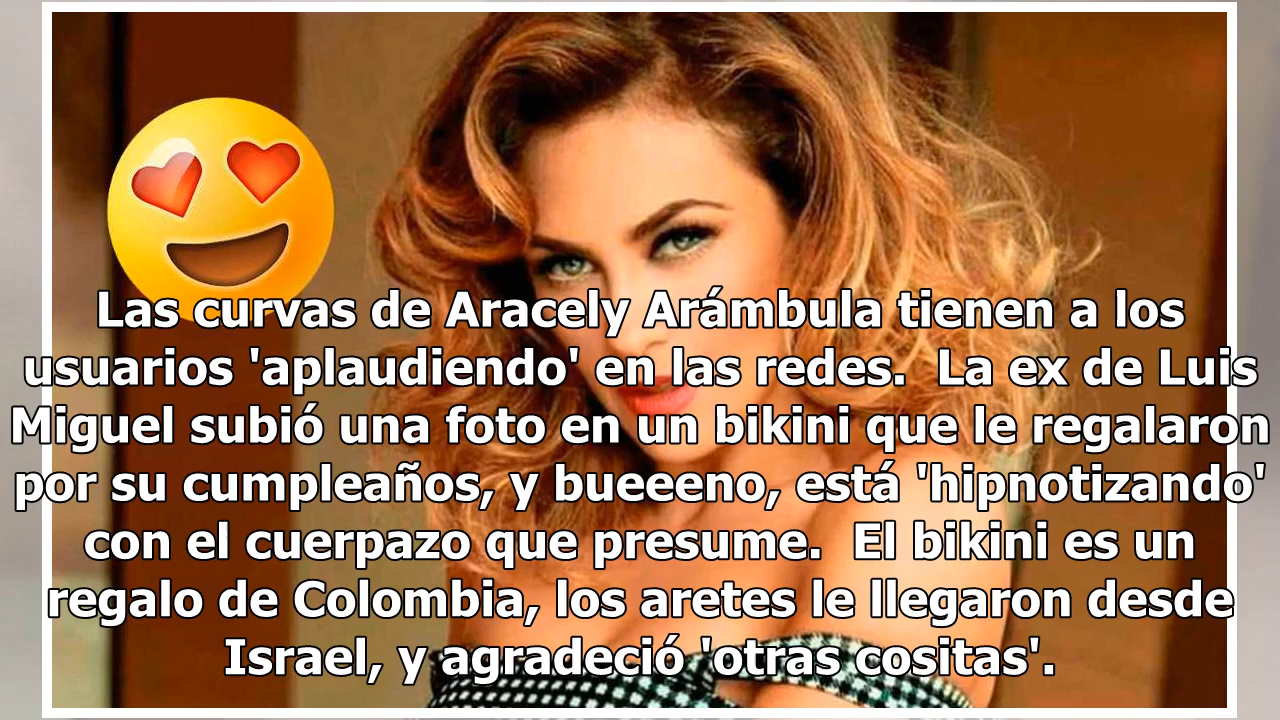 Las curvas de Aracely Arámbula tienen a los
usuarios 'aplaudiendo' en las redes.  La ex de Luis
Miguel subió una foto en un bikini que le regalaron
por su cumpleaños, y bueeeno, está 'hipnotizando'
con el cuerpazo que presume.  El bikini es un
regalo de Colombia, los aretes le llegaron desde
Israel, y agradeció 'otras cositas'.